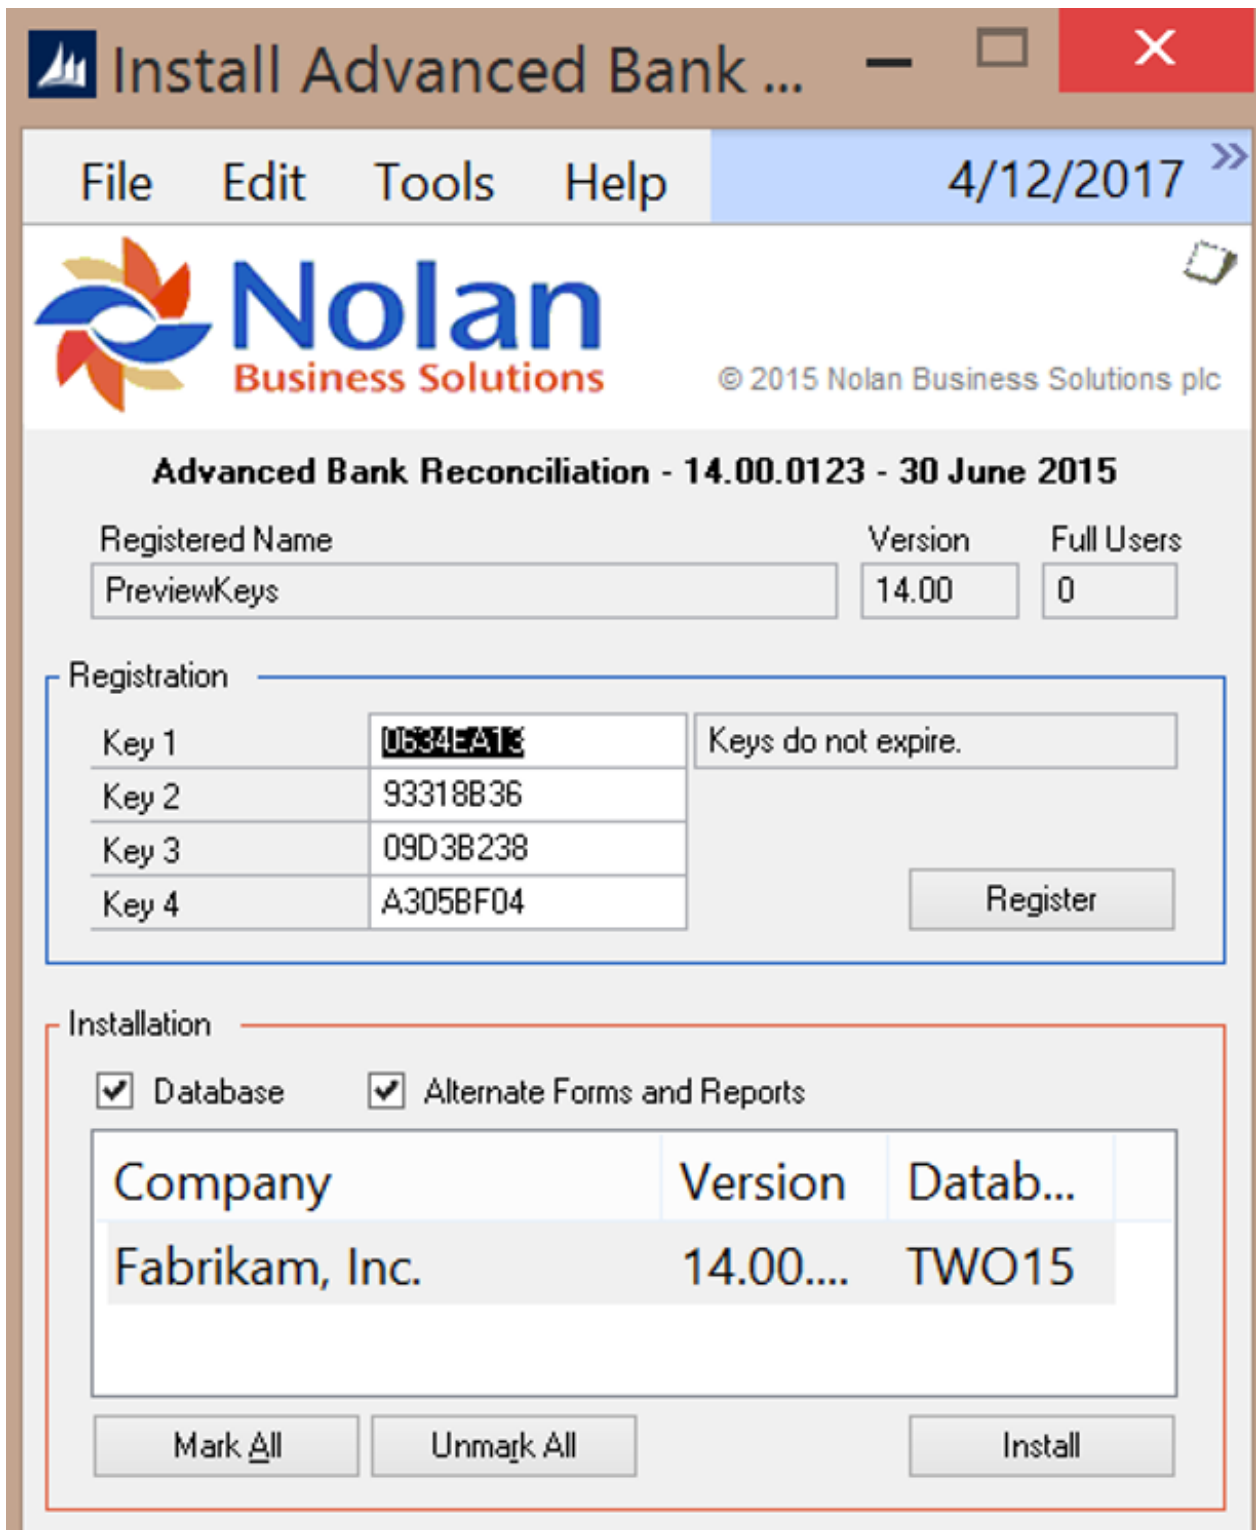 Install Advanced Bank ...
File Edit Tools Help 4/12/2017 »
Nolan
Business Solutions
© 2015 Nolan Business Solutions plc
Advanced Bank Reconciliation - 14.00.0123 - 30 June 2015
Registered Name Version Full Users
PreviewKeys 14.00 0
Registration
Key 1 0634EA13 Keys do not expire.
Key 2 93318B36
Key 3 09D3B238
Key 4 A305BF04
Register
Installation
Database Alternate Forms and Reports
Company Version Datab...
Fabrikam, Inc. 14.00.... TWO15
Mark All Unmark All Install